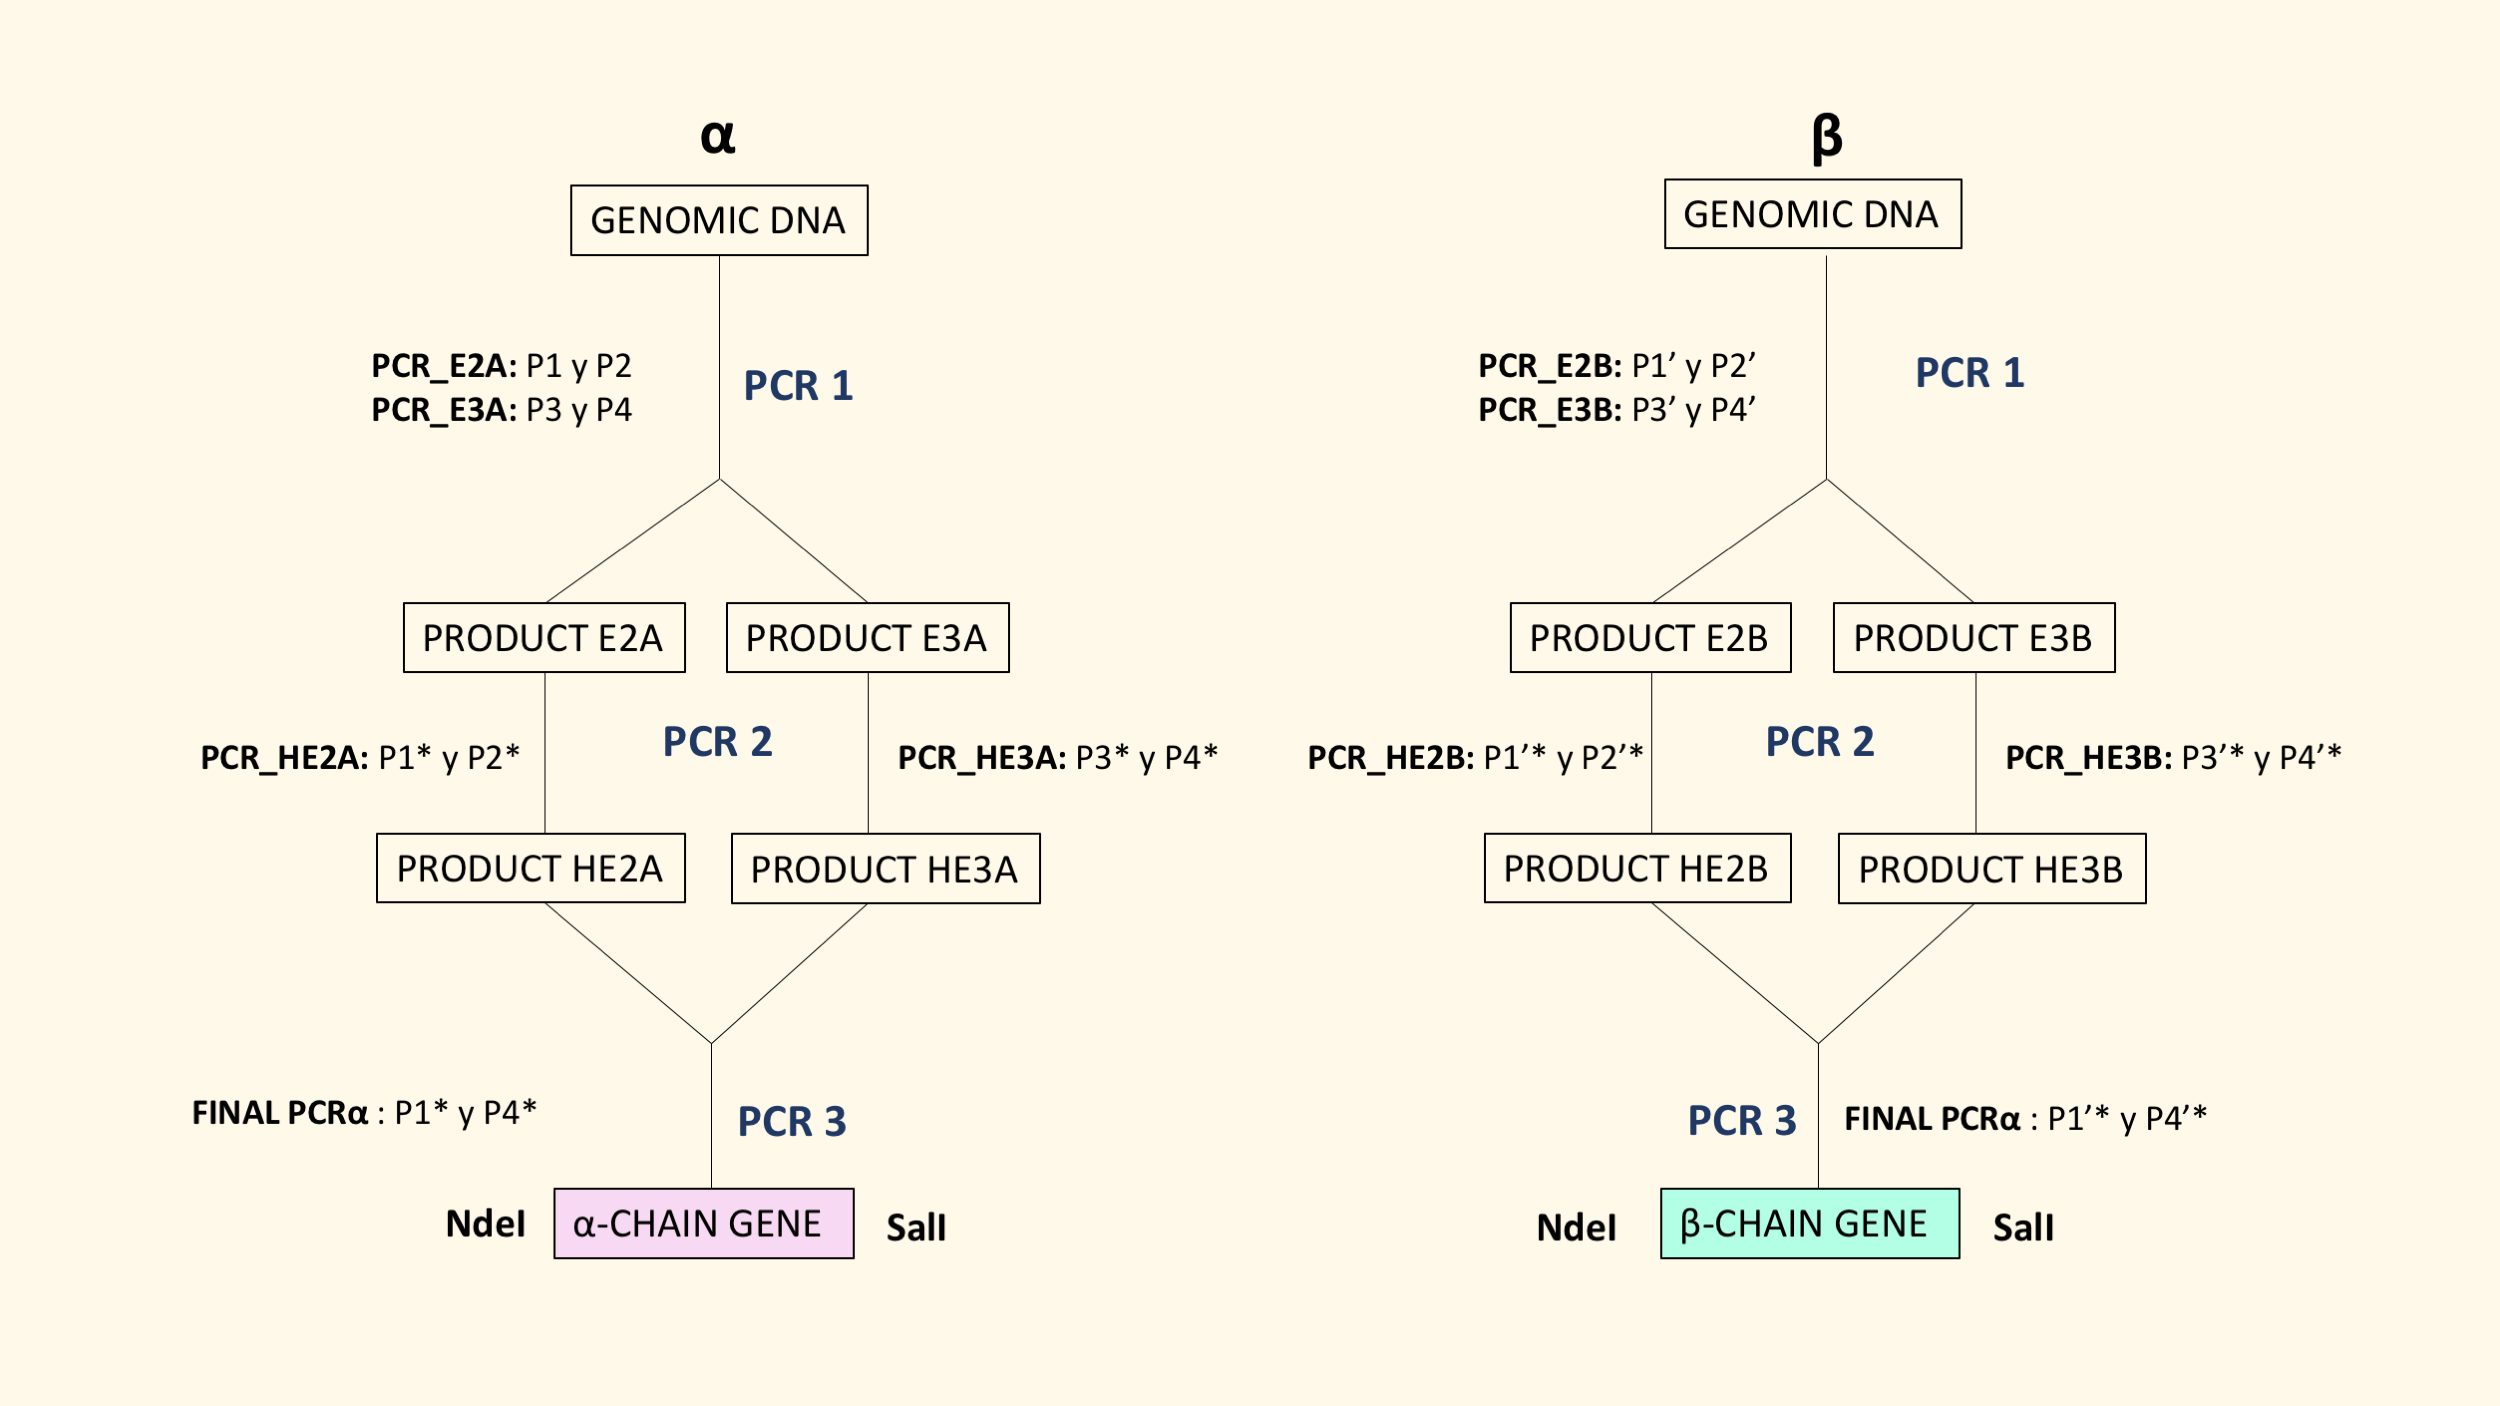 α
GENOMIC DNA
PCR_E2A: P1 y P2
PCR_E3A: P3 y P4
PCR 1
PRODUCT E2A
PRODUCT E3A
PCR_HE2A: P1* y P2*
PCR 2
PCR_HE3A: P3* y P4*
PRODUCT HE2A
PRODUCT HE3A
FINAL PCRα : P1* y P4*
PCR 3
NdeI
α-CHAIN GENE
SalI
β
GENOMIC DNA
PCR_E2B: P1’ y P2’
PCR_E3B: P3’ y P4’
PCR 1
PRODUCT E2B
PRODUCT E3B
PCR_HE2B: P1’* y P2’*
PCR 2
PCR_HE3B: P3’* y P4’*
PRODUCT HE2B
PRODUCT HE3B
PCR 3
FINAL PCRα : P1’* y P4’*
NdeI
β-CHAIN GENE
SalI